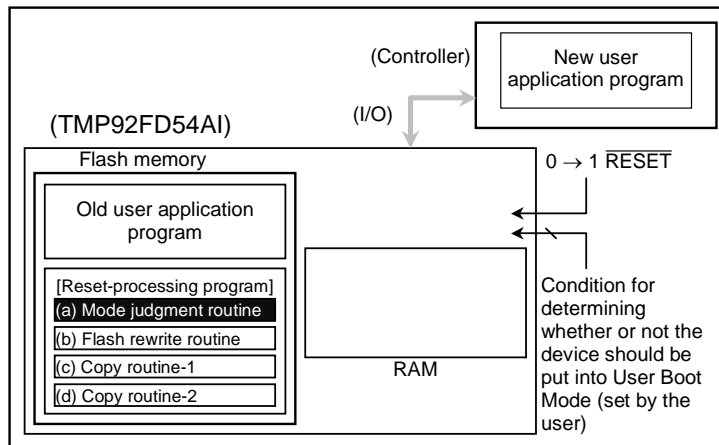 (Controller)
New user
application program
(I/O)
(TMP92FD54AI)
Flash memory
0 → 1 RESET
Old user application
program
[Reset-processing program]
(a) Mode judgment routine
(b) Flash rewrite routine
(c) Copy routine-1
(d) Copy routine-2
RAM
Condition for
determining
whether or not the
device should be
put into User Boot
Mode (set by the
user)